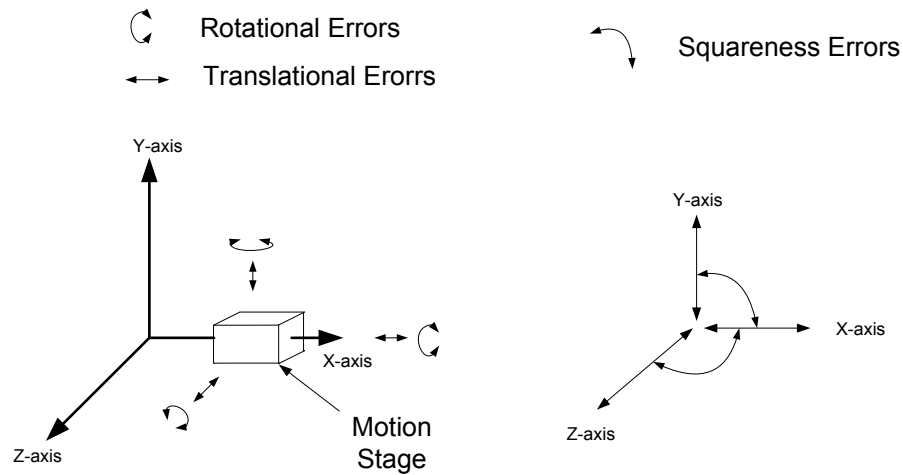 Rotational Errors
Translational Erorrs
Squareness Errors
Y-axis
X-axis
Z-axis
Motion
Stage
Y-axis
X-axis
Z-axis